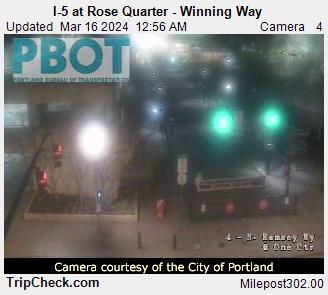 I-5 at Rose Quarter - Winning Way
Updated Mar 16 2024 12:56 AM Camera 4
PBOT
PORTLAND BUREAU OF TRANSPORTATION
4 - N. Ramsey Wy
@ One Ctr
Camera courtesy of the City of Portland
TripCheck.com Milepost302.00